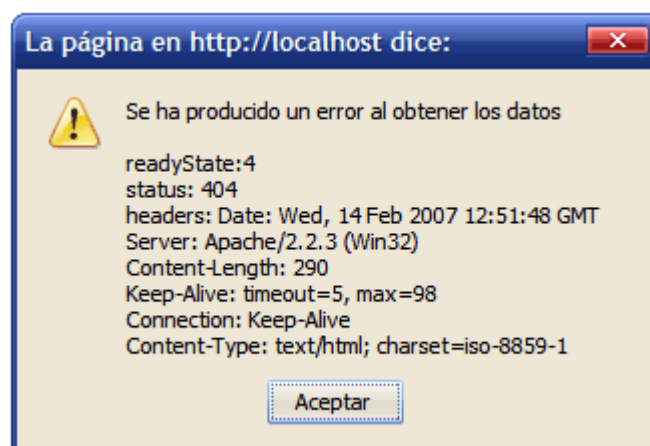 La página en http://localhost dice:
Se ha producido un error al obtener los datos
readyState:4
status: 404
headers: Date: Wed, 14 Feb 2007 12:51:48 GMT
Server: Apache/2.2.3 (Win32)
Content-Length: 290
Keep-Alive: timeout=5, max=98
Connection: Keep-Alive
Content-Type: text/html; charset=iso-8859-1
Aceptar